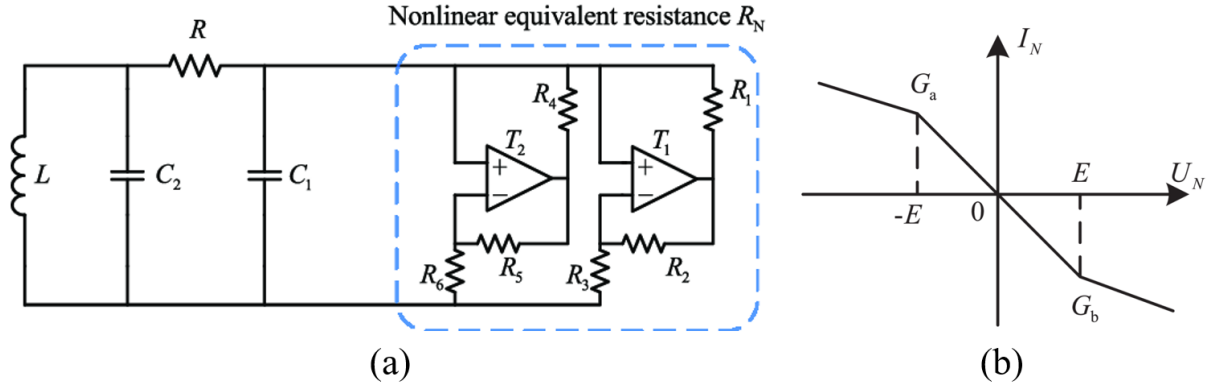 Nonlinear equivalent resistance R_N
R
R_4
R_1
T_2
T_1
+
+
−
−
L
C_2
C_1
R_5
R_2
R_6
R_3
(a)
I_N
G_a
E
U_N
-E
0
G_b
(b)